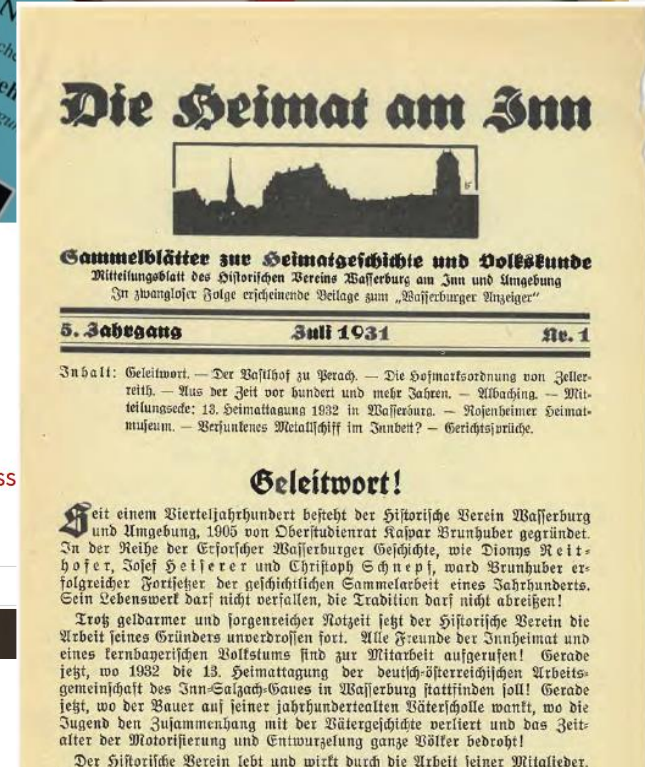 Die Heimat am Inn
Sammelblätter zur Heimatgeschichte und Volkskunde
Mitteilungsblatt des Historischen Vereins Wasserburg am Inn und Umgebung
In zwangloser Folge erscheinende Beilage zum „Wasserburger Anzeiger“
5. Jahrgang Juli 1931 Nr. 1
Inhalt: Geleitwort. — Der Vastlhof zu Perach. — Die Hofmarksordnung von Zeller-
reith. — Aus der Zeit vor hundert und mehr Jahren. — Albaching. — Mit-
teilungsecke: 13. Heimattagung 1932 in Wasserburg. — Rosenheimer Heimat-
museum. — Versunkenes Metallschiff im Innbett? — Gerichtssprüche.
Geleitwort!
Seit einem Vierteljahrhundert besteht der Historische Verein Wasserburg
und Umgebung, 1905 von Oberstudienrat Kaspar Brunhuber gegründet.
In der Reihe der Erforscher Wasserburger Geschichte, wie Dionys Reit-
hofer, Josef Heiserer und Christoph Schnepf, ward Brunhuber er-
folgreicher Fortsetzer der geschichtlichen Sammelarbeit eines Jahrhunderts.
Sein Lebenswerk darf nicht verfallen, die Tradition darf nicht abreißen!
Trotz geldarmer und sorgenreicher Notzeit setzt der Historische Verein die
Arbeit seines Gründers unverdrossen fort. Alle Freunde der Innheimat und
eines kernbayerischen Volkstums sind zur Mitarbeit aufgerufen! Gerade
jetzt, wo 1932 die 13. Heimattagung der deutsch-österreichischen Arbeits-
gemeinschaft des Inn-Salzach-Gaues in Wasserburg stattfinden soll! Gerade
jetzt, wo der Bauer auf seiner jahrhundertealten Väterscholle wankt, wo die
Jugend den Zusammenhang mit der Vätergeschichte verliert und das Zeit-
alter der Motorisierung und Entwurzelung ganze Völker bedroht!
Der Historische Verein lebt und wirkt durch die Arbeit seiner Mitglieder.